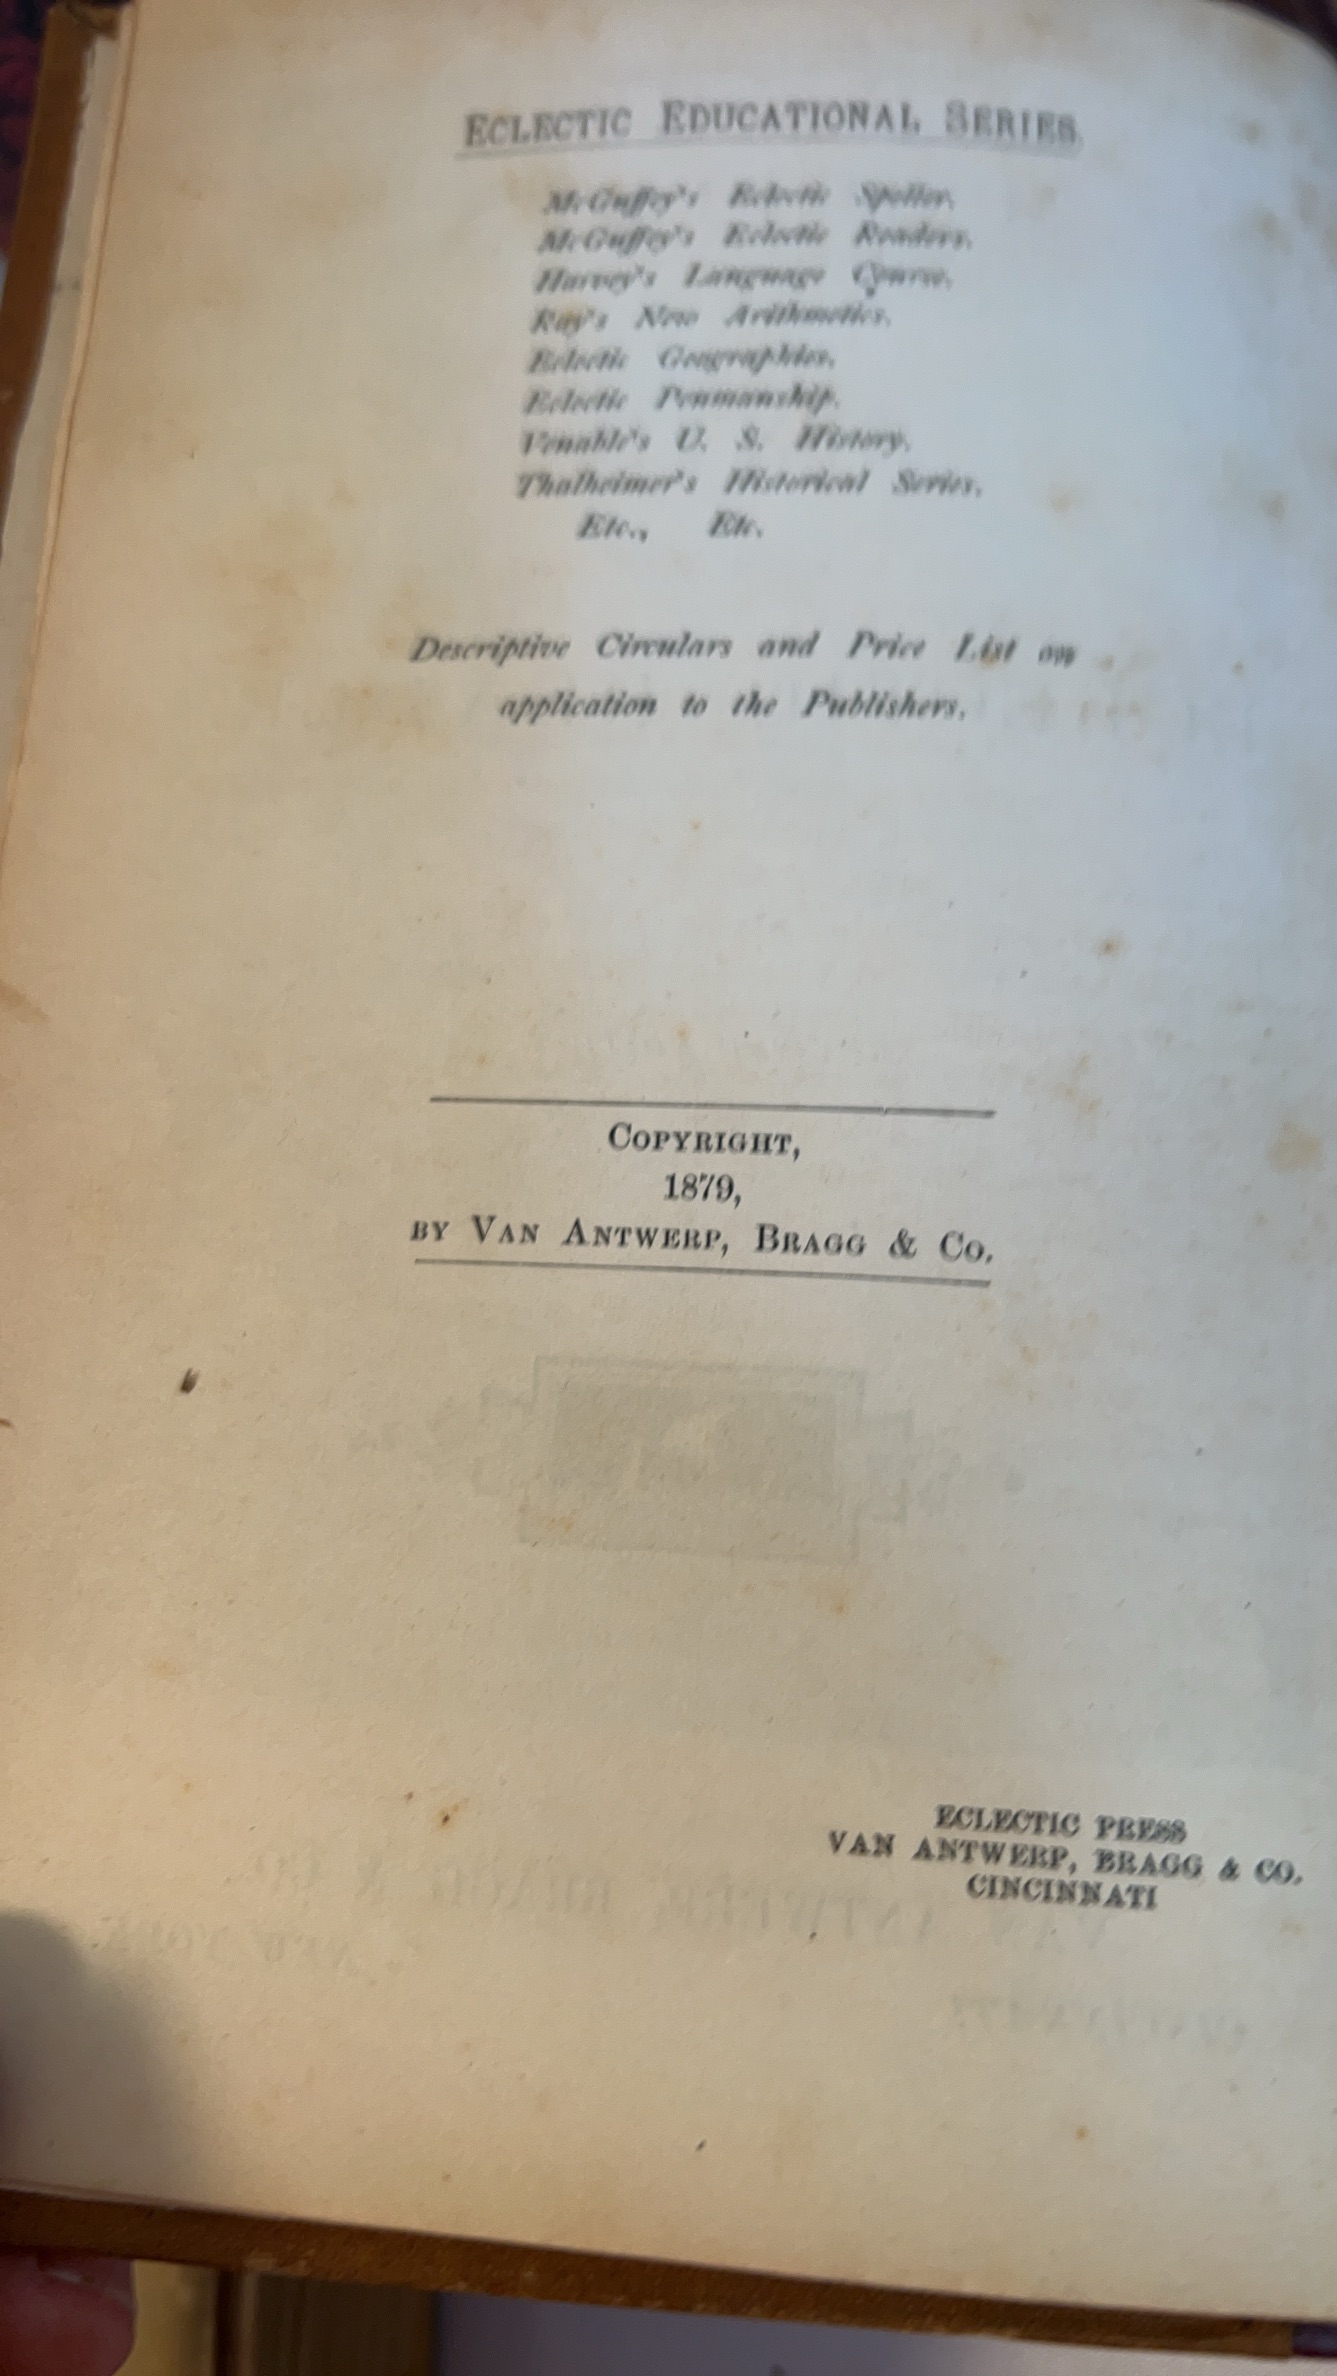 ECLECTIC EDUCATIONAL SERIES.
McGuffey's Eclectic Speller.
McGuffey's Eclectic Readers.
Harvey's Language Course.
Ray's New Arithmetics.
Eclectic Geographies.
Eclectic Penmanship.
Venable's U. S. History.
Thalheimer's Historical Series.
Etc., Etc.
Descriptive Circulars and Price List on
application to the Publishers.
COPYRIGHT,
1879,
BY VAN ANTWERP, BRAGG & CO.
ECLECTIC PRESS
VAN ANTWERP, BRAGG & CO.
CINCINNATI